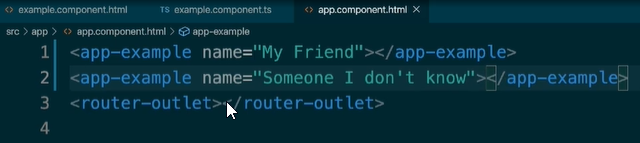 example.component.html TS example.component.ts app.component.html
src > app > app.component.html > app-example
1 <app-example name="My Friend"></app-example>
2 <app-example name="Someone I don't know"></app-example>
3 <router-outlet></router-outlet>
4